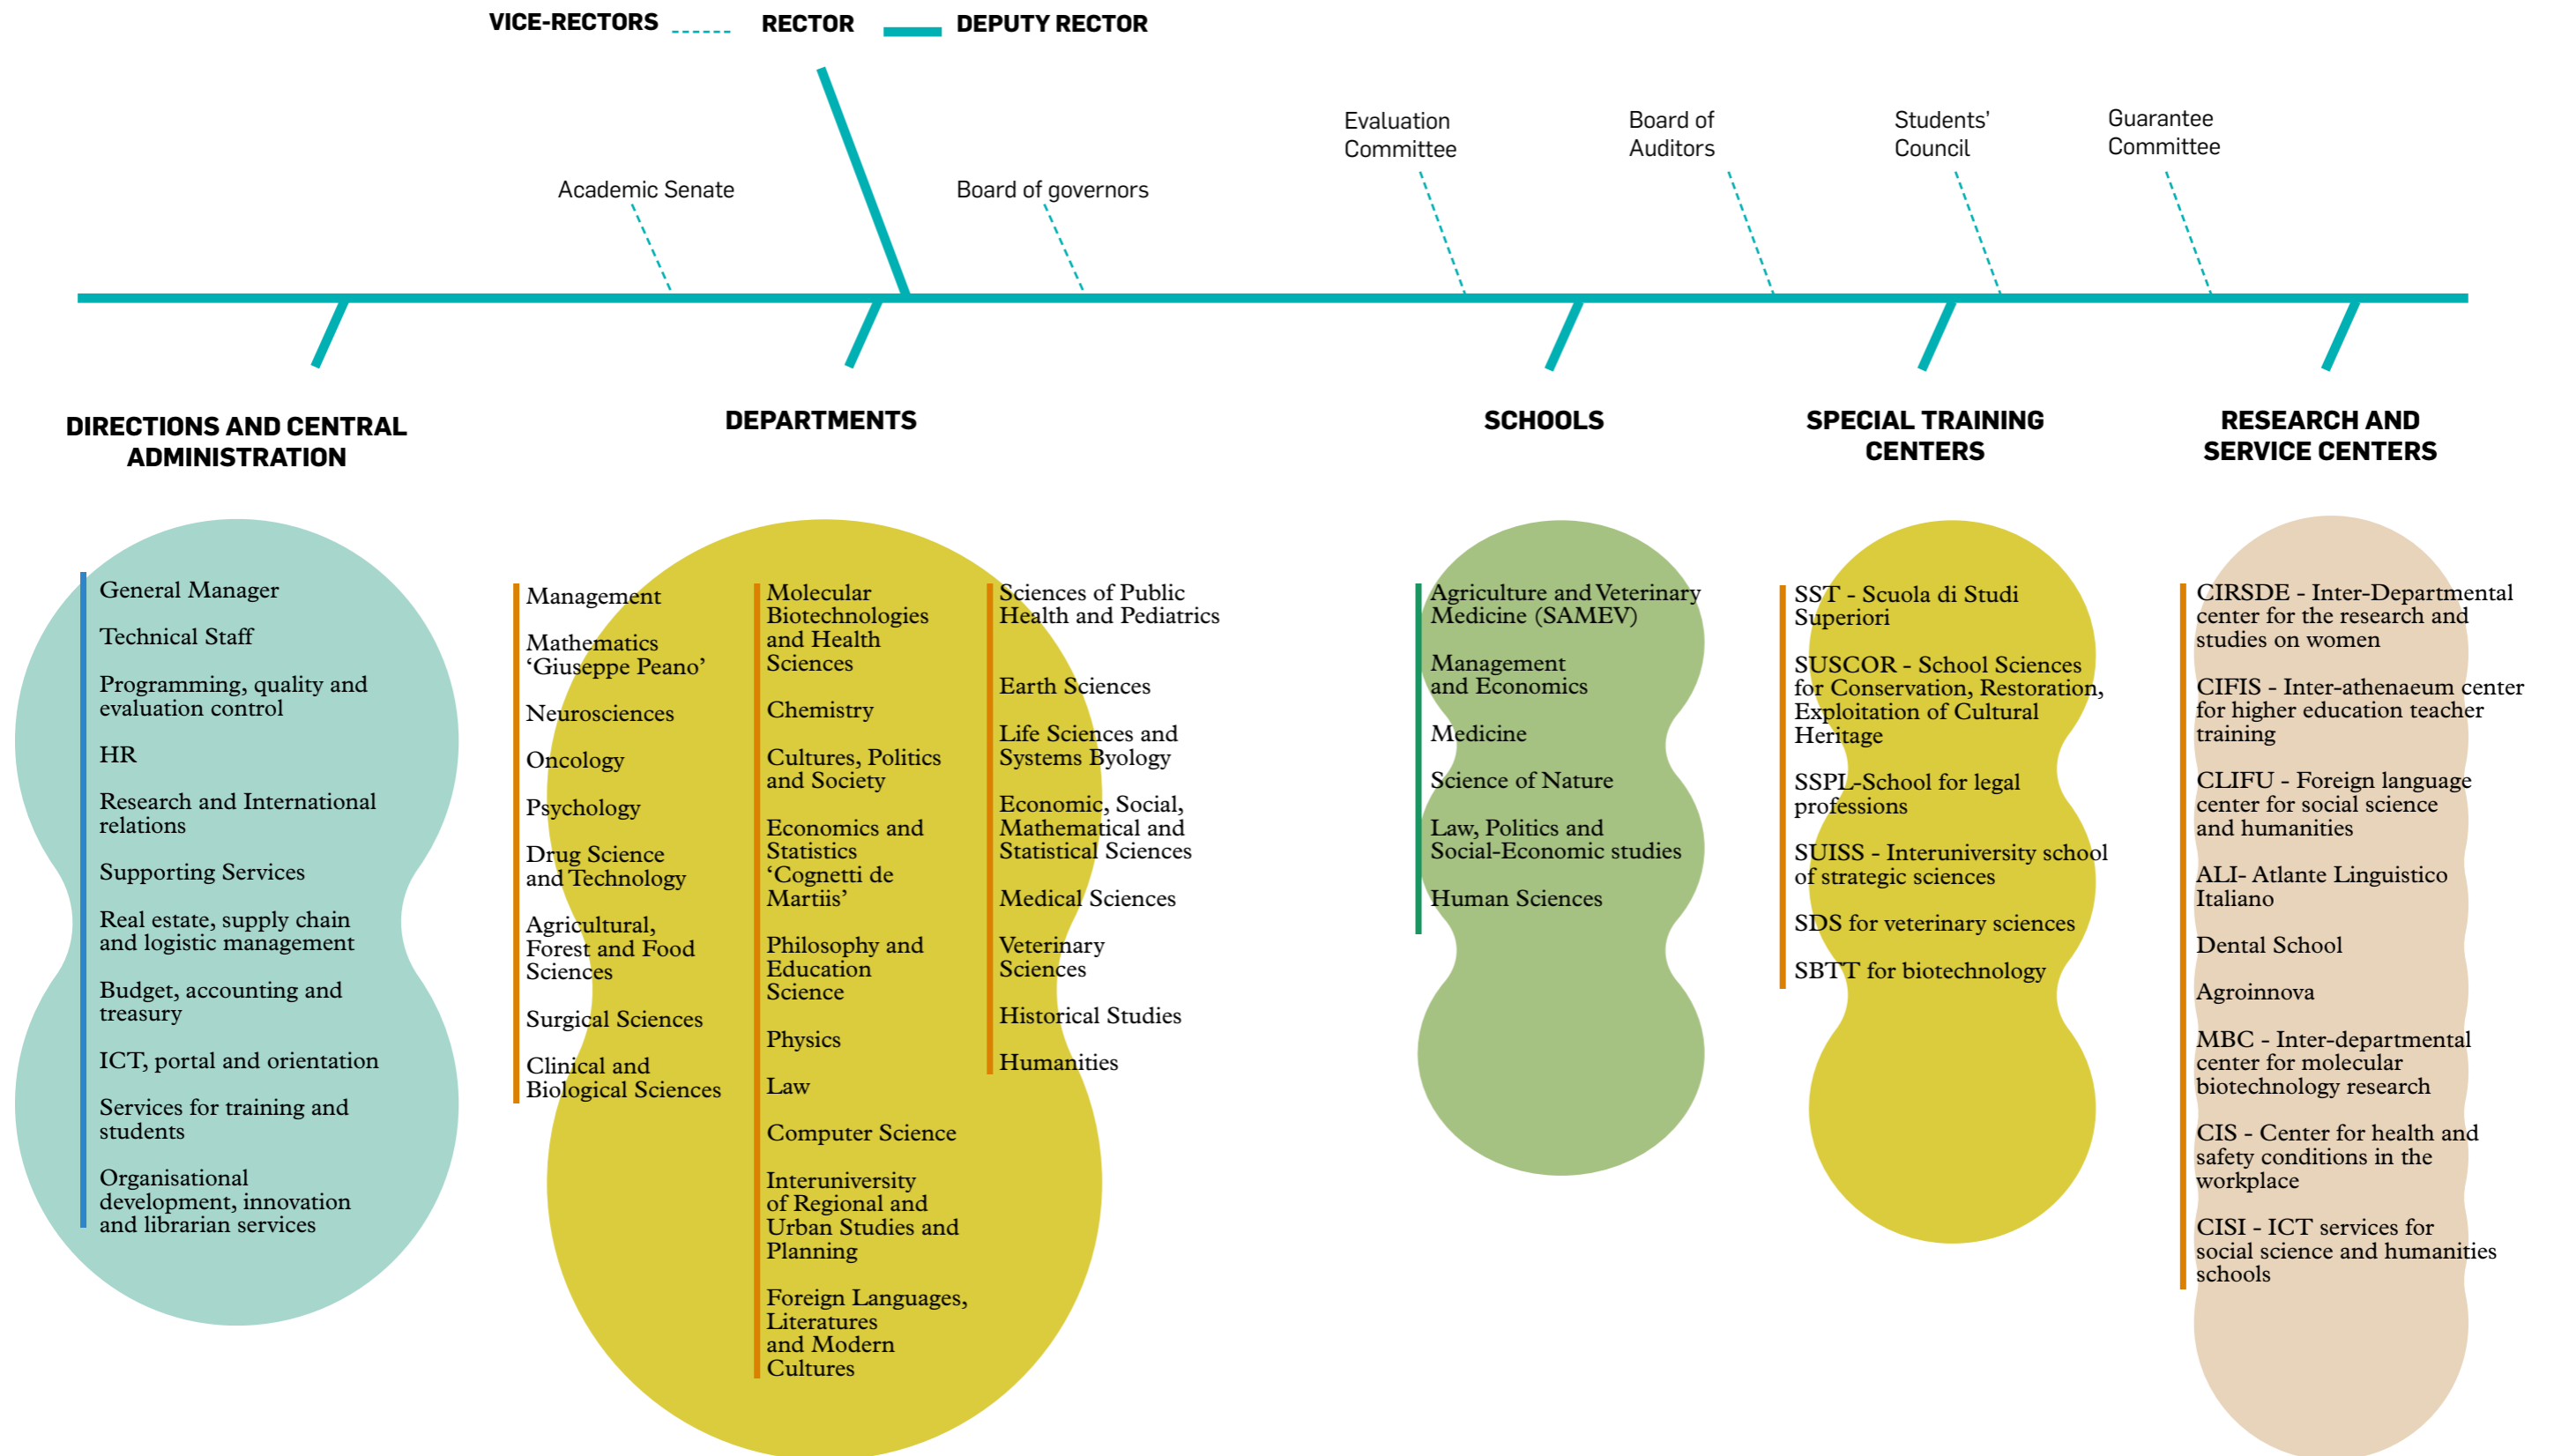 VICE-RECTORS
RECTOR
DEPUTY RECTOR
Academic Senate
Board of governors
Evaluation
Committee
Board of
Auditors
Students’
Council
Guarantee
Committee
DIRECTIONS AND CENTRAL
ADMINISTRATION
General Manager
Technical Staff
Programming, quality and
evaluation control
HR
Research and International
relations
Supporting Services
Real estate, supply chain
and logistic management
Budget, accounting and
treasury
ICT, portal and orientation
Services for training and
students
Organisational
development, innovation
and librarian services
DEPARTMENTS
Management
Mathematics
‘Giuseppe Peano’
Neurosciences
Oncology
Psychology
Drug Science
and Technology
Agricultural,
Forest and Food
Sciences
Surgical Sciences
Clinical and
Biological Sciences
Molecular
Biotechnologies
and Health
Sciences
Chemistry
Cultures, Politics
and Society
Economics and
Statistics
‘Cognetti de
Martiis’
Philosophy and
Education
Science
Physics
Law
Computer Science
Interuniversity
of Regional and
Urban Studies and
Planning
Foreign Languages,
Literatures
and Modern
Cultures
Sciences of Public
Health and Pediatrics
Earth Sciences
Life Sciences and
Systems Byology
Economic, Social,
Mathematical and
Statistical Sciences
Medical Sciences
Veterinary
Sciences
Historical Studies
Humanities
SCHOOLS
Agriculture and Veterinary
Medicine (SAMEV)
Management
and Economics
Medicine
Science of Nature
Law, Politics and
Social-Economic studies
Human Sciences
SPECIAL TRAINING
CENTERS
SST - Scuola di Studi
Superiori
SUSCOR - School Sciences
for Conservation, Restoration,
Exploitation of Cultural
Heritage
SSPL-School for legal
professions
SUISS - Interuniversity school
of strategic sciences
SDS for veterinary sciences
SBTT for biotechnology
RESEARCH AND
SERVICE CENTERS
CIRSDE - Inter-Departmental
center for the research and
studies on women
CIFIS - Inter-athenaeum center
for higher education teacher
training
CLIFU - Foreign language
center for social science
and humanities
ALI- Atlante Linguistico
Italiano
Dental School
Agroinnova
MBC - Inter-departmental
center for molecular
biotechnology research
CIS - Center for health and
safety conditions in the
workplace
CISI - ICT services for
social science and humanities
schools